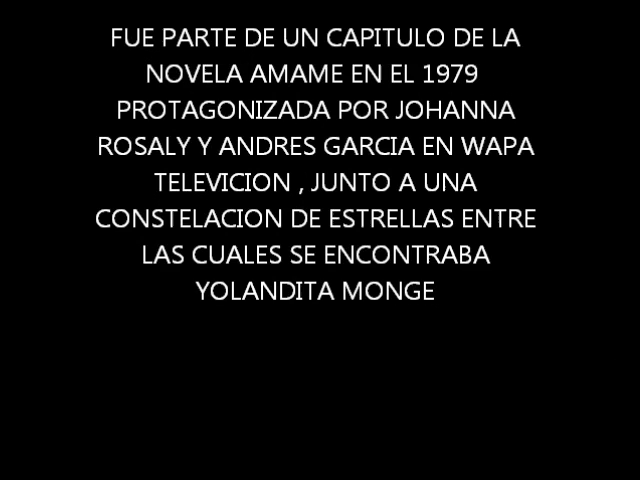 FUE PARTE DE UN CAPITULO DE LA
NOVELA AMAME EN EL 1979
PROTAGONIZADA POR JOHANNA
ROSALY Y ANDRES GARCIA EN WAPA
TELEVICION , JUNTO A UNA
CONSTELACION DE ESTRELLAS ENTRE
LAS CUALES SE ENCONTRABA
YOLANDITA MONGE